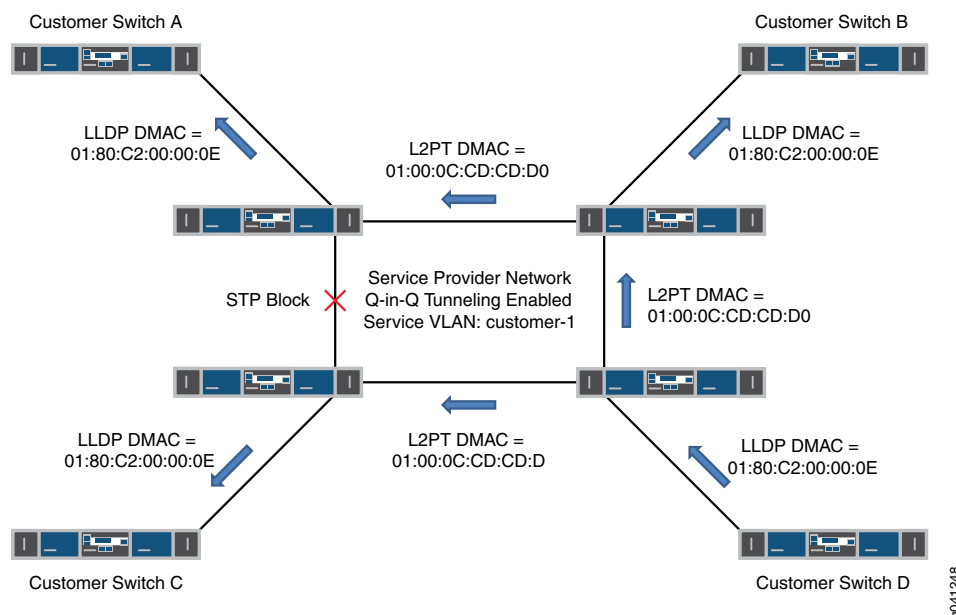 Customer Switch A
Customer Switch B
LLDP DMAC =
01:80:C2:00:00:0E
L2PT DMAC =
01:00:0C:CD:CD:D0
LLDP DMAC =
01:80:C2:00:00:0E
STP Block
Service Provider Network
Q-in-Q Tunneling Enabled
Service VLAN: customer-1
L2PT DMAC =
01:00:0C:CD:CD:D0
LLDP DMAC =
01:80:C2:00:00:0E
L2PT DMAC =
01:00:0C:CD:CD:D
LLDP DMAC =
01:80:C2:00:00:0E
Customer Switch C
Customer Switch D